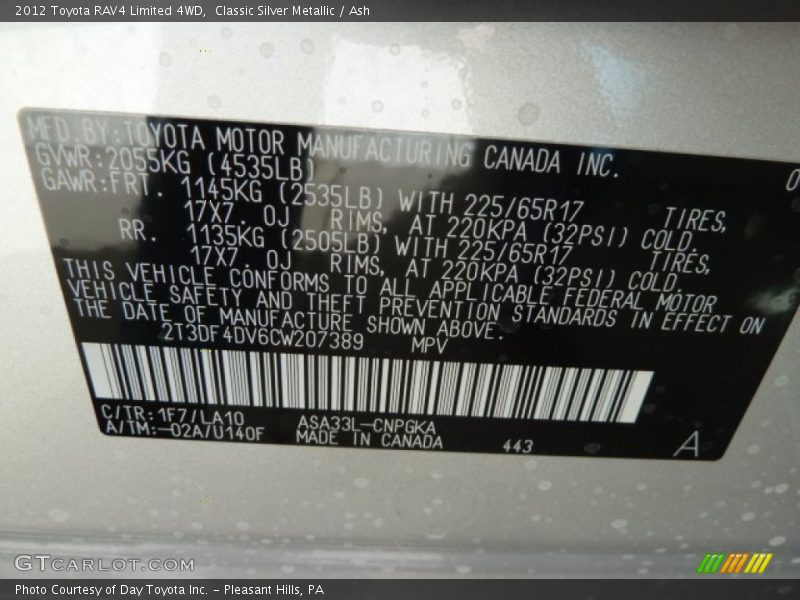 2012 Toyota RAV4 Limited 4WD,  Classic Silver Metallic / Ash
MFD.BY:TOYOTA MOTOR MANUFACTURING CANADA INC.
GVWR:2055KG (4535LB)
GAWR:FRT. 1145KG (2535LB) WITH 225/65R17 TIRES,
17X7. 0J RIMS, AT 220KPA (32PSI) COLD.
RR. 1135KG (2505LB) WITH 225/65R17 TIRES,
17X7 0J RIMS, AT 220KPA (32PSI) COLD.
THIS VEHICLE CONFORMS TO ALL APPLICABLE FEDERAL MOTOR
VEHICLE SAFETY AND THEFT PREVENTION STANDARDS IN EFFECT ON
THE DATE OF MANUFACTURE SHOWN ABOVE.
2T3DF4DV6CW207389 MPV
C/TR:1F7/LA10 ASA33L-CNPGKA
A/TM:-02A/U140F MADE IN CANADA 443 A
GTCARLOT.COM
Photo Courtesy of Day Toyota Inc. - Pleasant Hills, PA